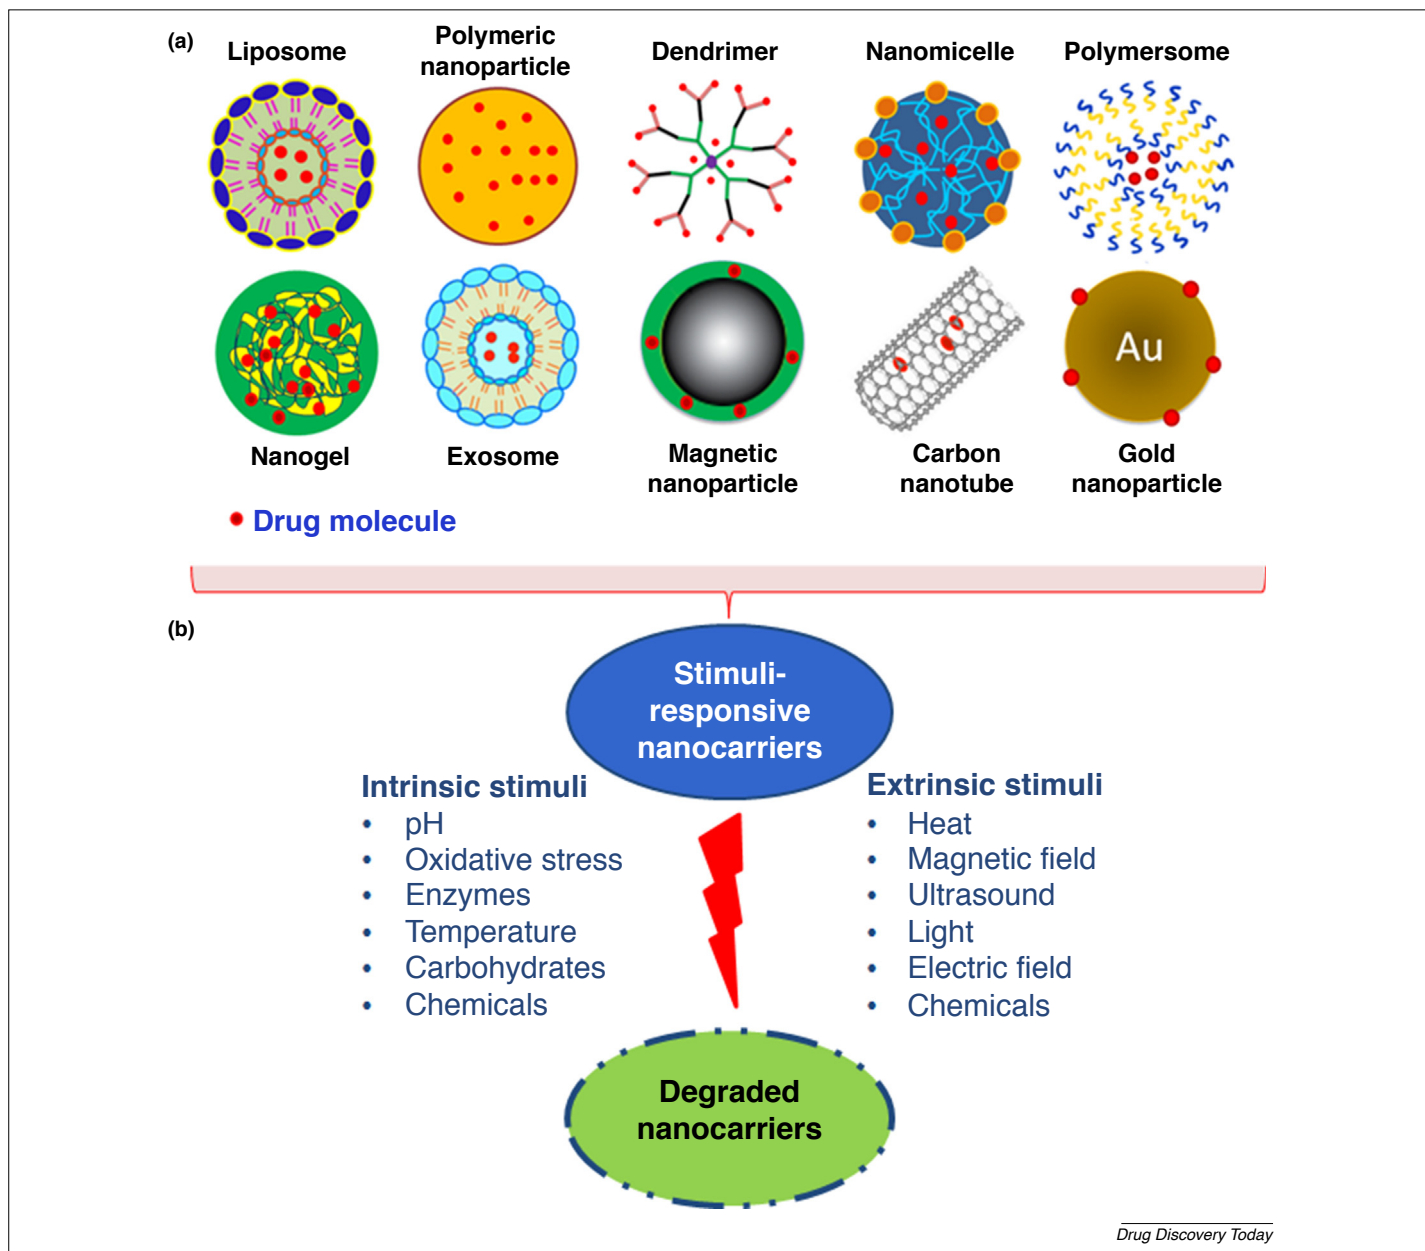 (a)
Liposome
Polymeric
nanoparticle
Dendrimer
Nanomicelle
Polymersome
Au
Nanogel
Exosome
Magnetic
nanoparticle
Carbon
nanotube
Gold
nanoparticle
Drug molecule
(b)
Stimuli-
responsive
nanocarriers
Intrinsic stimuli
• pH
• Oxidative stress
• Enzymes
• Temperature
• Carbohydrates
• Chemicals
Extrinsic stimuli
• Heat
• Magnetic field
• Ultrasound
• Light
• Electric field
• Chemicals
Degraded
nanocarriers
Drug Discovery Today